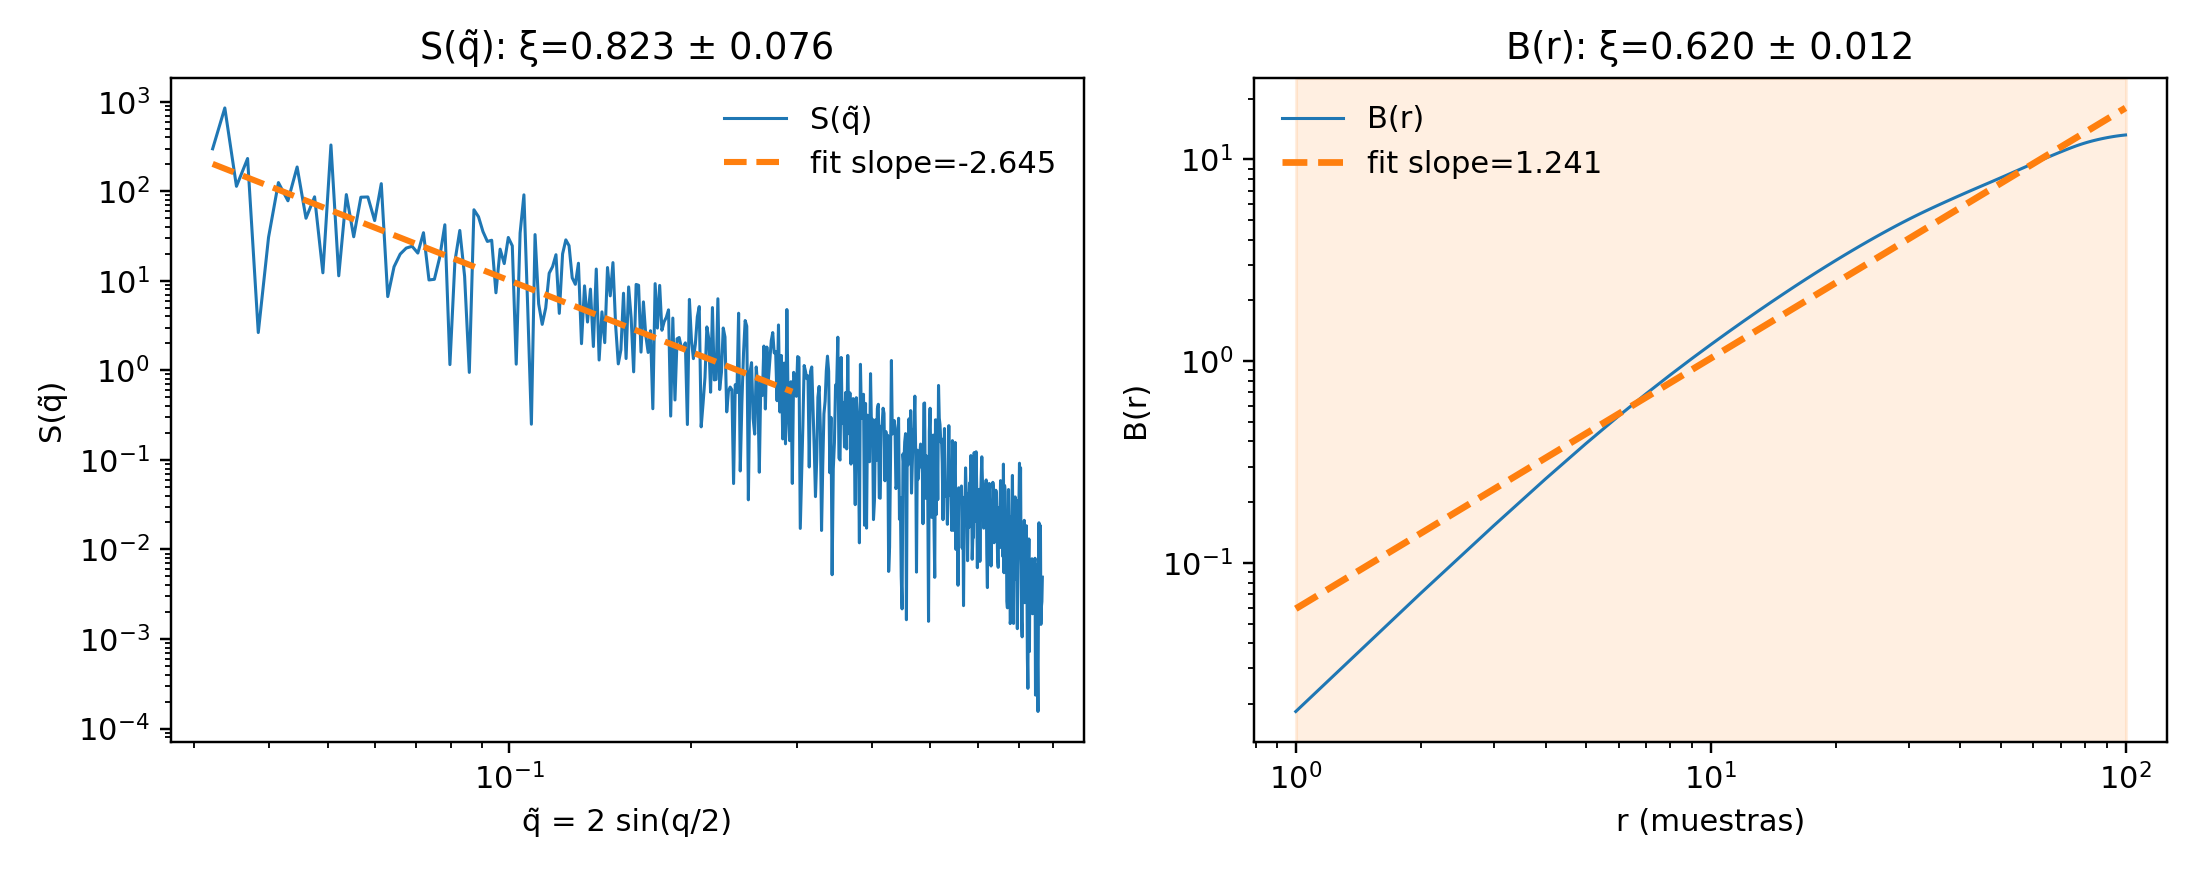 S(q̃): ξ=0.823 ± 0.076
S(q̃)
fit slope=-2.645
10³
10²
10¹
10⁰
10⁻¹
10⁻²
10⁻³
10⁻⁴
S(q̃)
10⁻¹
q̃ = 2 sin(q/2)
B(r): ξ=0.620 ± 0.012
B(r)
fit slope=1.241
10¹
10⁰
10⁻¹
B(r)
10⁰ 10¹ 10²
r (muestras)